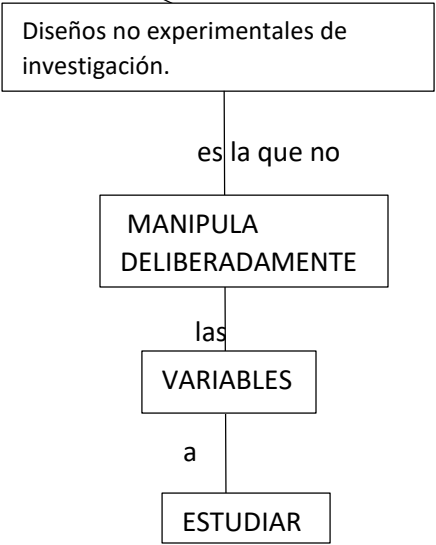 Diseños no experimentales de
investigación.
es la que no
MANIPULA
DELIBERADAMENTE
las
VARIABLES
a
ESTUDIAR